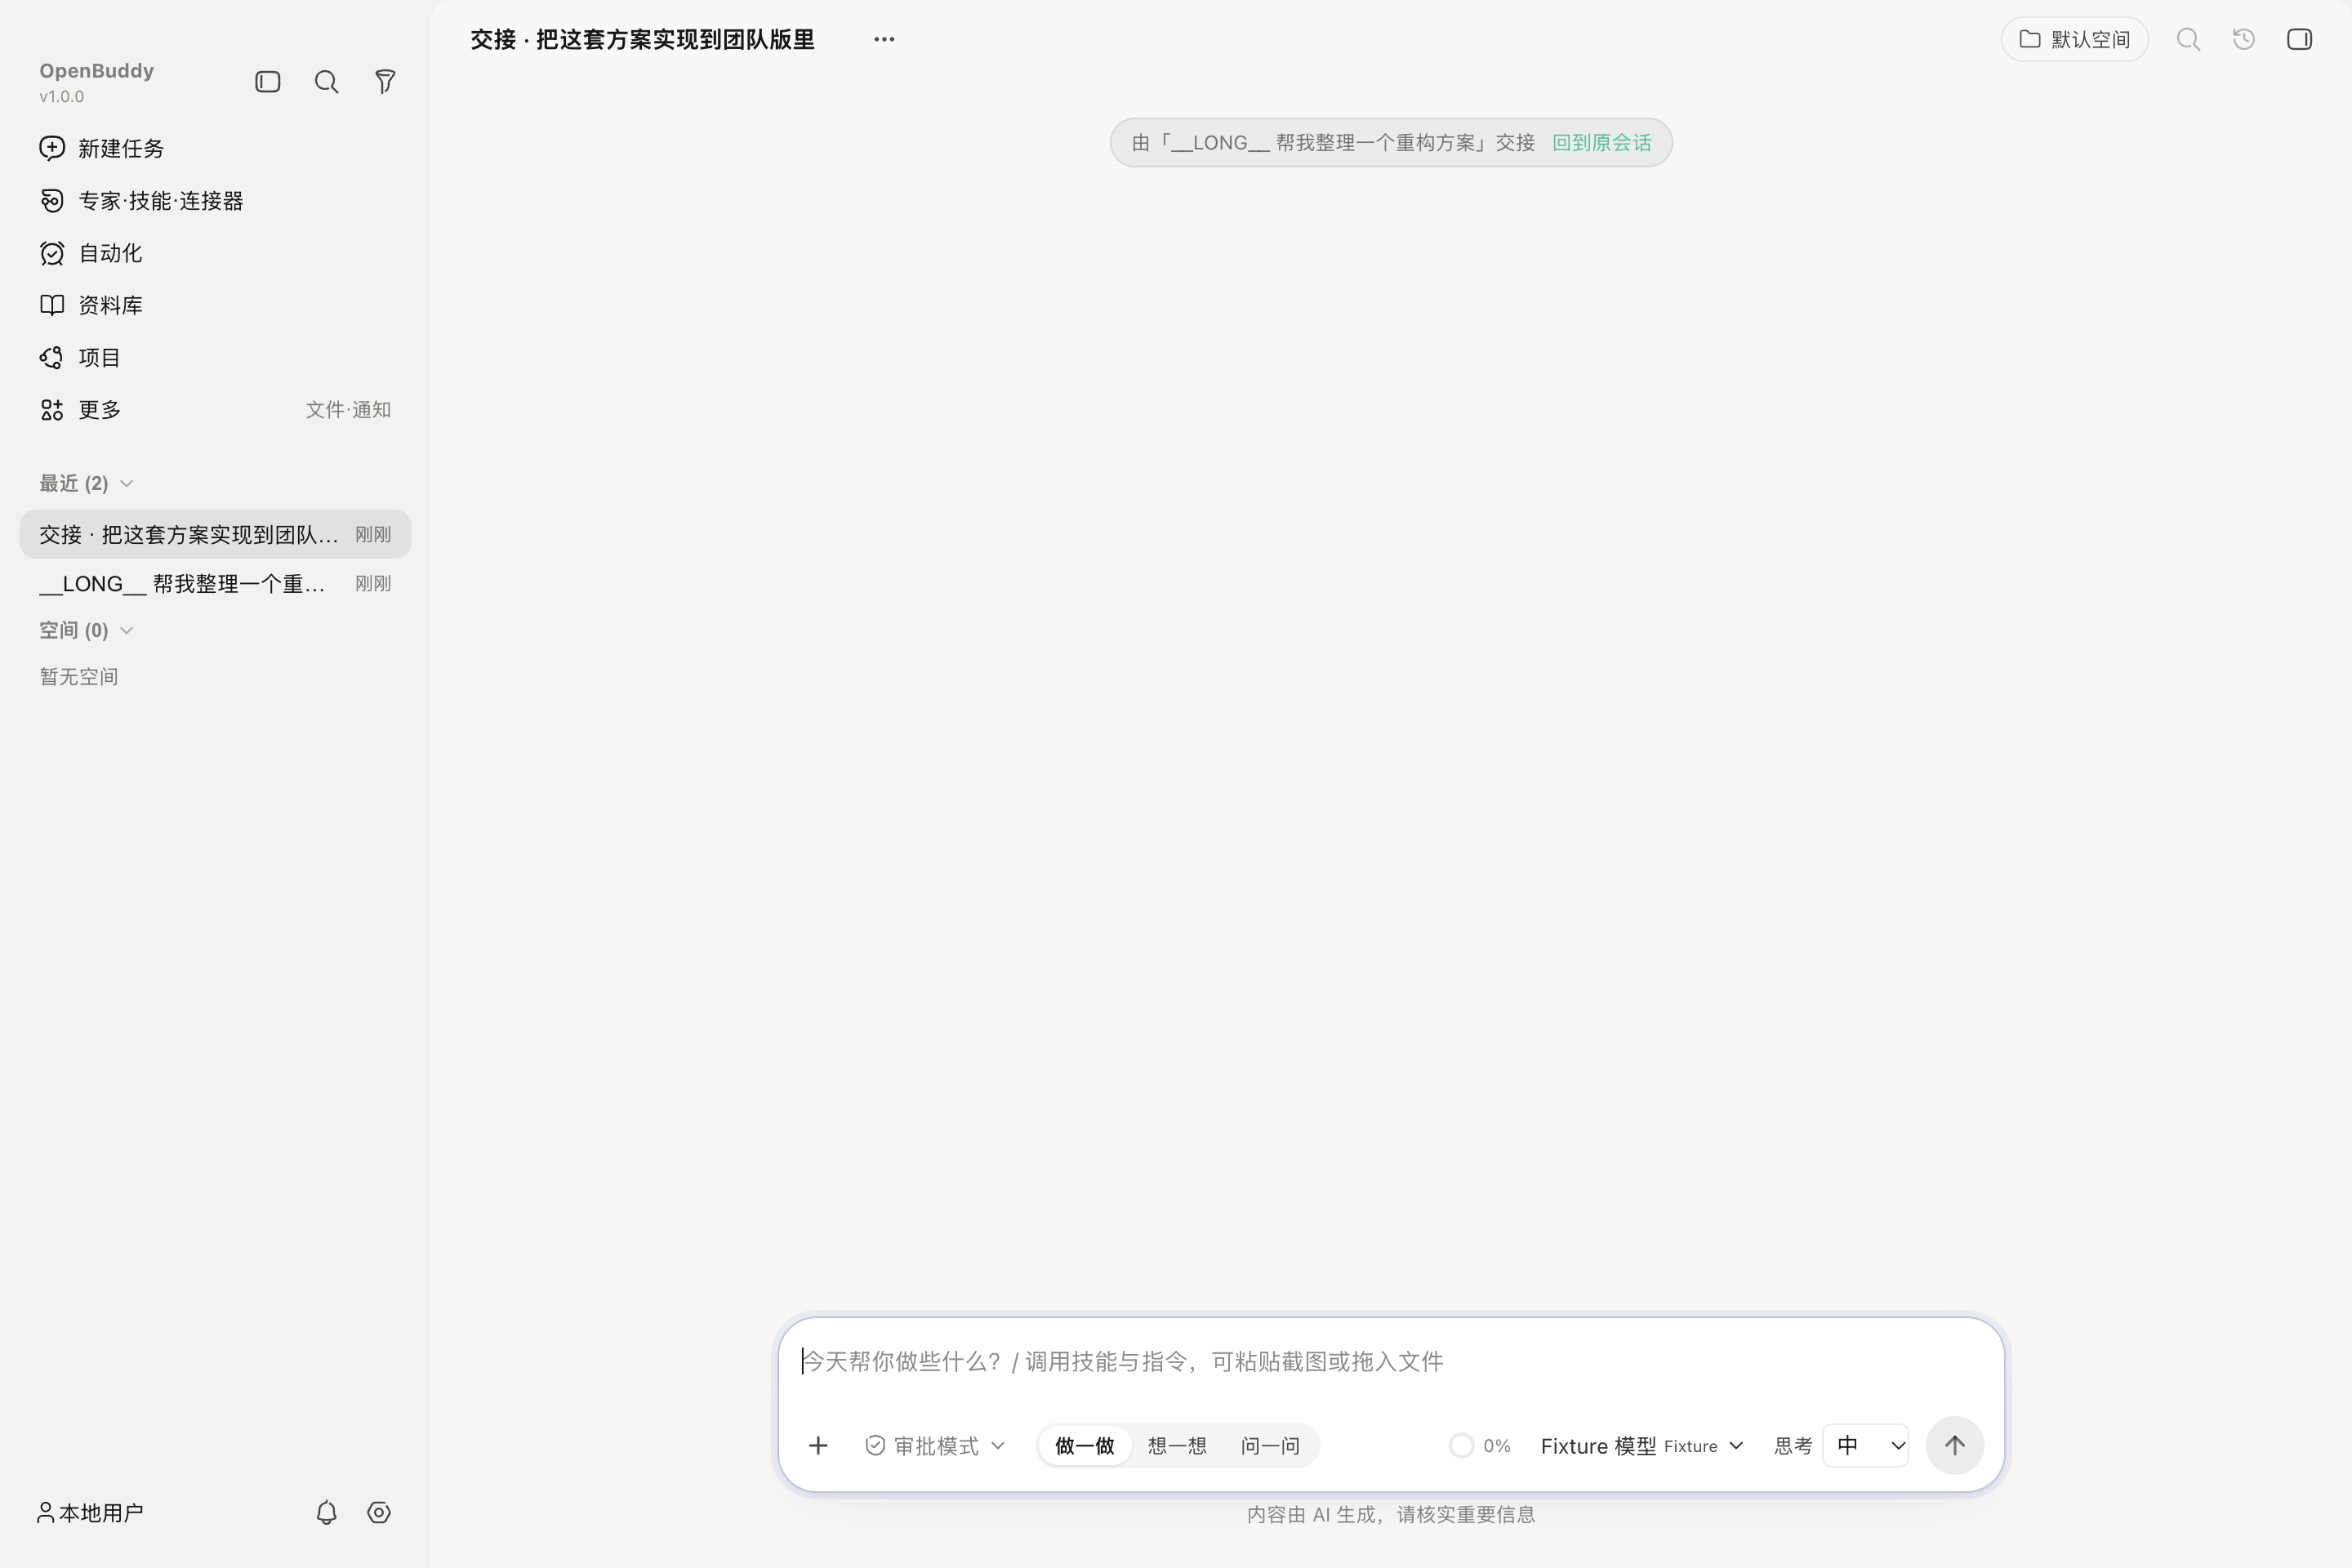 OpenBuddy
v1.0.0
新建任务
专家·技能·连接器
自动化
资料库
项目
更多 文件·通知
最近 (2)
交接 · 把这套方案实现到团队... 刚刚
__LONG__ 帮我整理一个重... 刚刚
空间 (0)
暂无空间
本地用户
交接 · 把这套方案实现到团队版里
默认空间
由「__LONG__ 帮我整理一个重构方案」交接 回到原会话
今天帮你做些什么？/ 调用技能与指令，可粘贴截图或拖入文件
审批模式 做一做 想一想 问一问 0% Fixture 模型 Fixture 思考 中
内容由 AI 生成，请核实重要信息